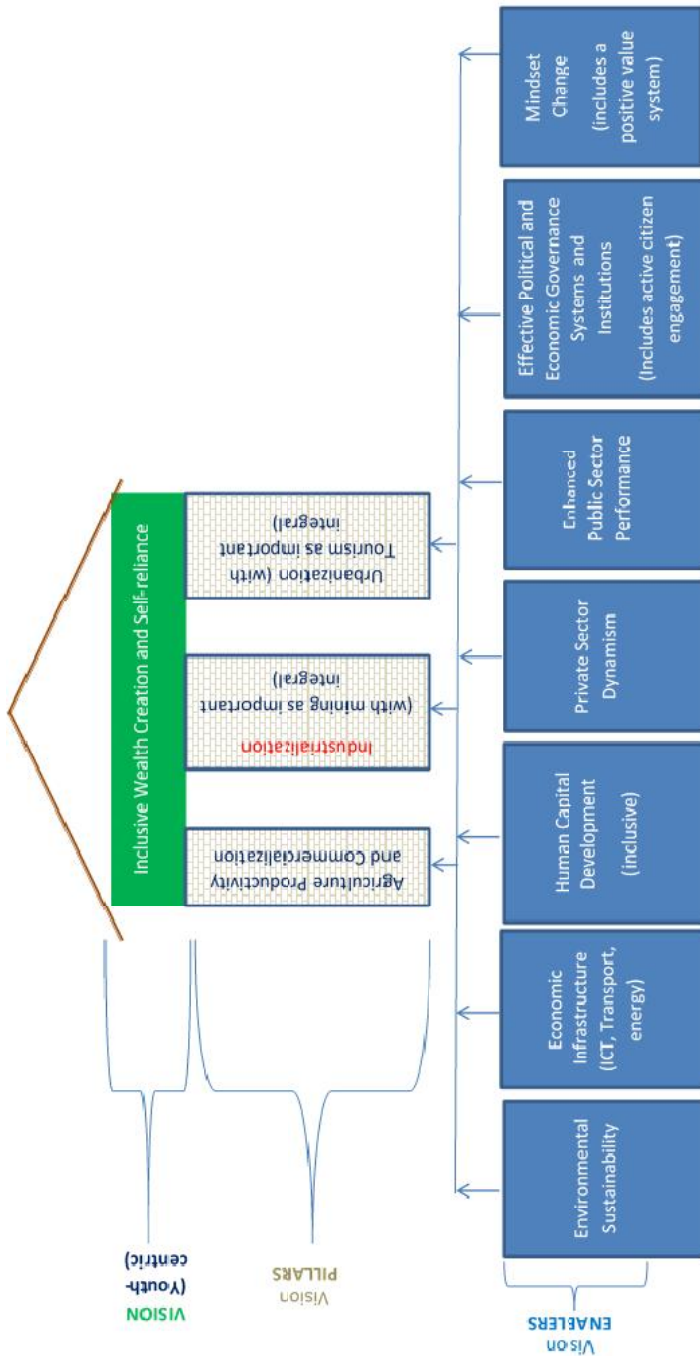 Inclusive Wealth Creation and Self-reliance
VISION
(Youth-
centric)
Vision
PILLARS
Agriculture Productivity
and Commercialization
Industrialization
(with mining as important
integral)
Urbanization (with
Tourism as important
integral)
Vision
ENAELERS
Environmental
Sustainability
Economic
Infrastructure
(ICT, Transport,
energy)
Human Capital
Development
(inclusive)
Private Sector
Dynamism
Enhanced
Public Sector
Performance
Effective Political and
Economic Governance
Systems and
Institutions
(Includes active citizen
engagement)
Mindset
Change
(includes a
positive value
system)